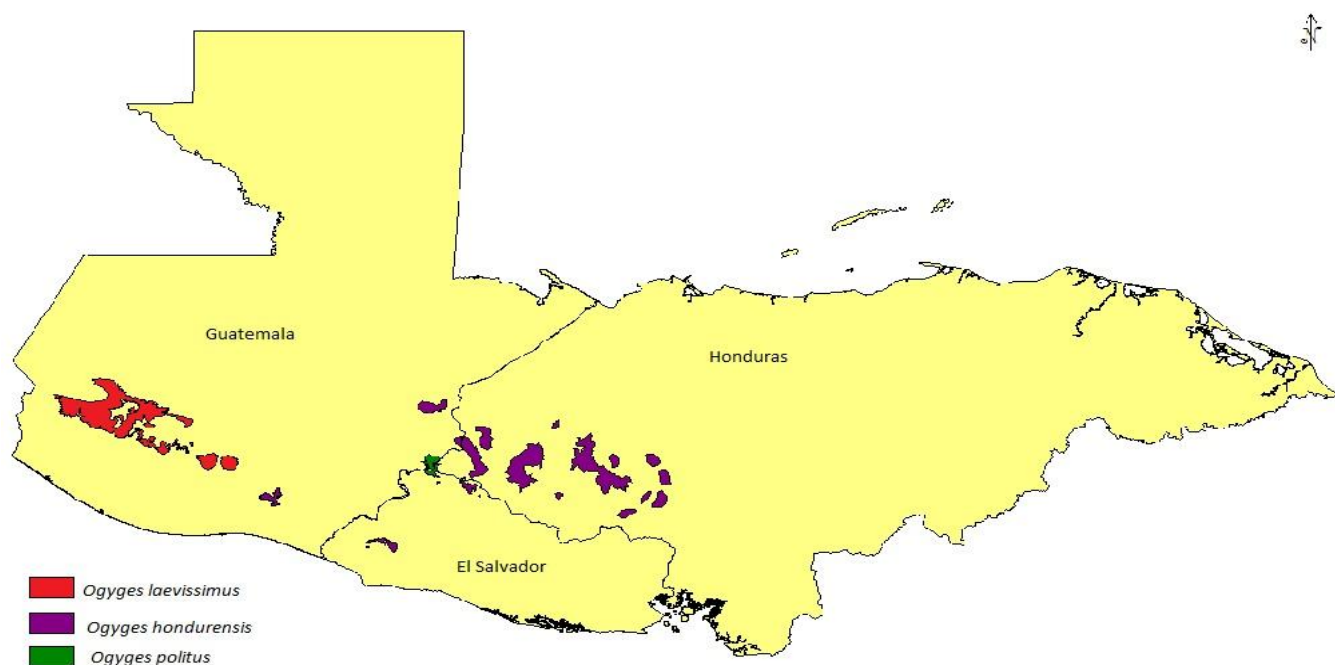 Guatemala
Honduras
El Salvador
Ogyges laevissimus
Ogyges hondurensis
Ogyges politus